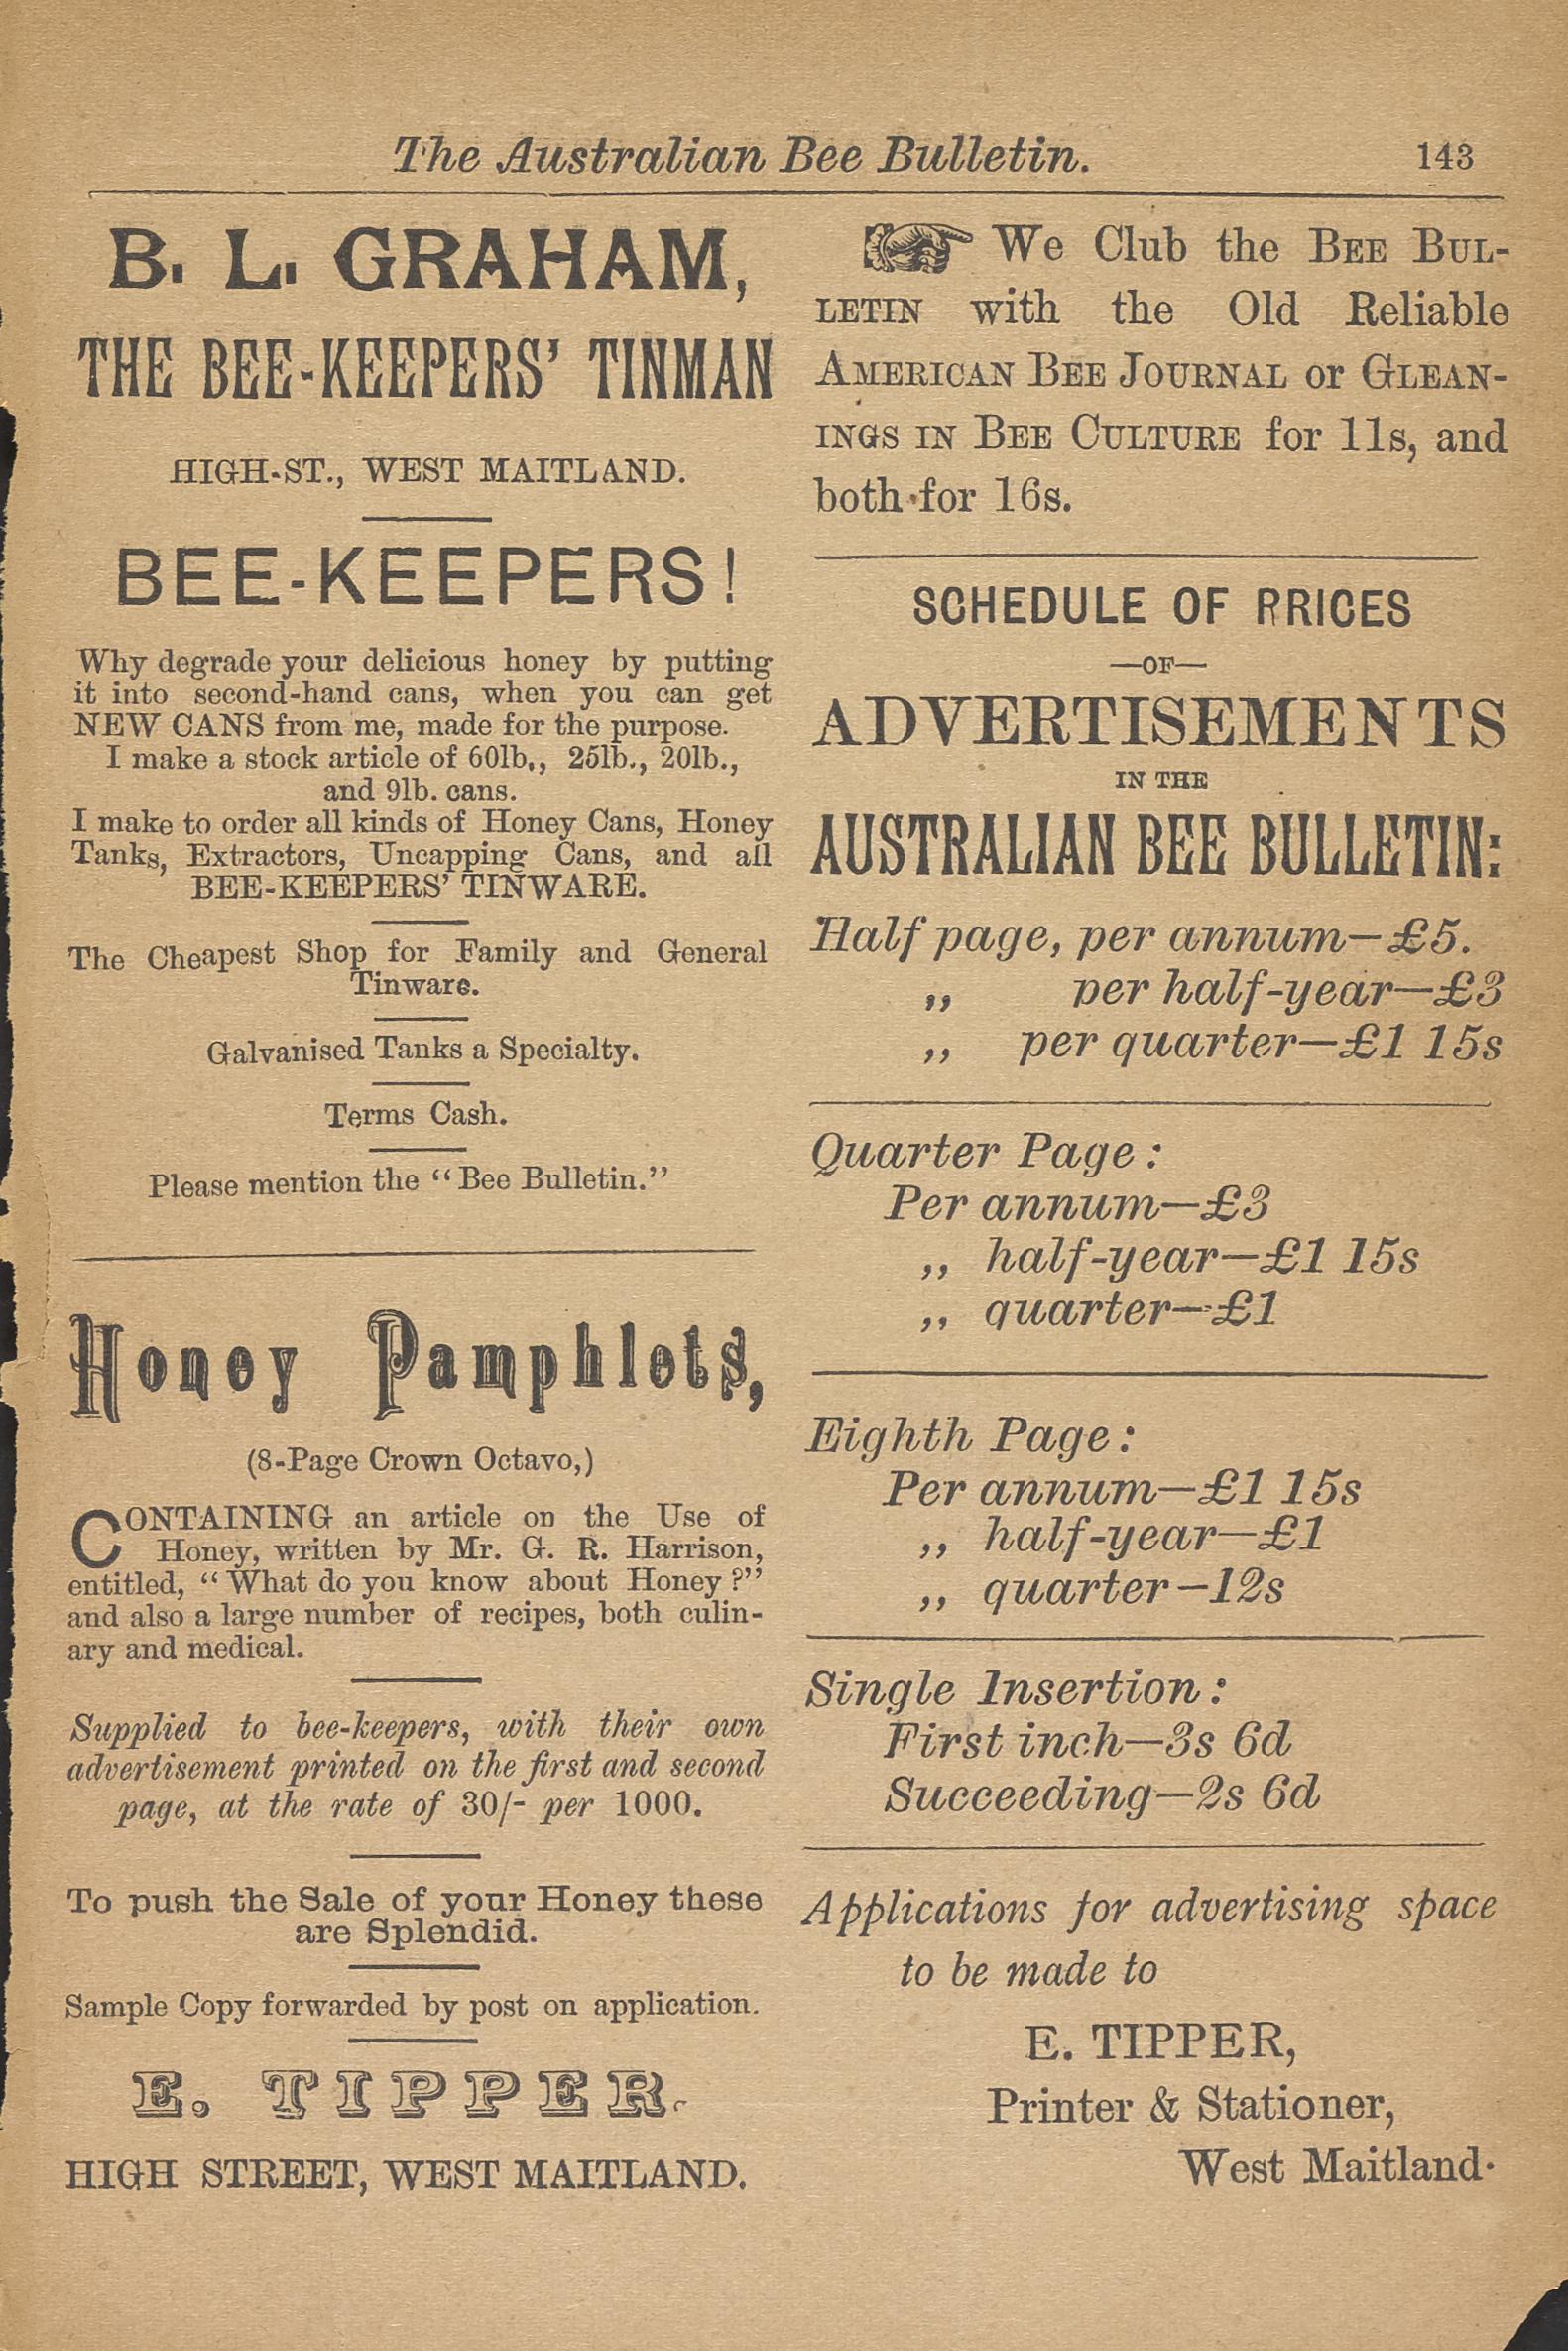 The Australian Bee Bulletin. 143
B. L. GRAHAM,
THE BEE-KEEPERS' TINMAN
HIGH-ST., WEST MAITLAND.
BEE-KEEPERS!
Why degrade your delicious honey by putting
it into second-hand cans, when you can get
NEW CANS from me, made for the purpose.
I make a stock article of 60lb., 25lb., 20lb.,
and 9lb. cans.
I make to order all kinds of Honey Cans, Honey
Tanks, Extractors, Uncapping Cans, and all
BEE-KEEPERS' TINWARE.
The Cheapest Shop for Family and General
Tinware.
Galvanised Tanks a Specialty.
Terms Cash.
Please mention the "Bee Bulletin."
Honey Pamphlets,
(8-Page Crown Octavo,)
CONTAINING an article on the Use of
Honey, written by Mr. G. R. Harrison,
entitled, "What do you know about Honey?"
and also a large number of recipes, both culin-
ary and medical.
Supplied to bee-keepers, with their own
advertisement printed on the first and second
page, at the rate of 30/- per 1000.
To push the Sale of your Honey these
are Splendid.
Sample Copy forwarded by post on application.
E. TIPPER.
HIGH STREET, WEST MAITLAND.
We Club the BEE BUL-
LETIN with the Old Reliable
AMERICAN BEE JOURNAL or GLEAN-
INGS IN BEE CULTURE for 11s, and
both for 16s.
SCHEDULE OF PRICES
—OF—
ADVERTISEMENTS
IN THE
AUSTRALIAN BEE BULLETIN:
Half page, per annum—£5.
,, per half-year—£3
,, per quarter—£1 15s
Quarter Page:
Per annum—£3
,, half-year—£1 15s
,, quarter—£1
Eighth Page:
Per annum—£1 15s
,, half-year—£1
,, quarter—12s
Single Insertion:
First inch—3s 6d
Succeeding—2s 6d
Applications for advertising space
to be made to
E. TIPPER,
Printer & Stationer,
West Maitland.